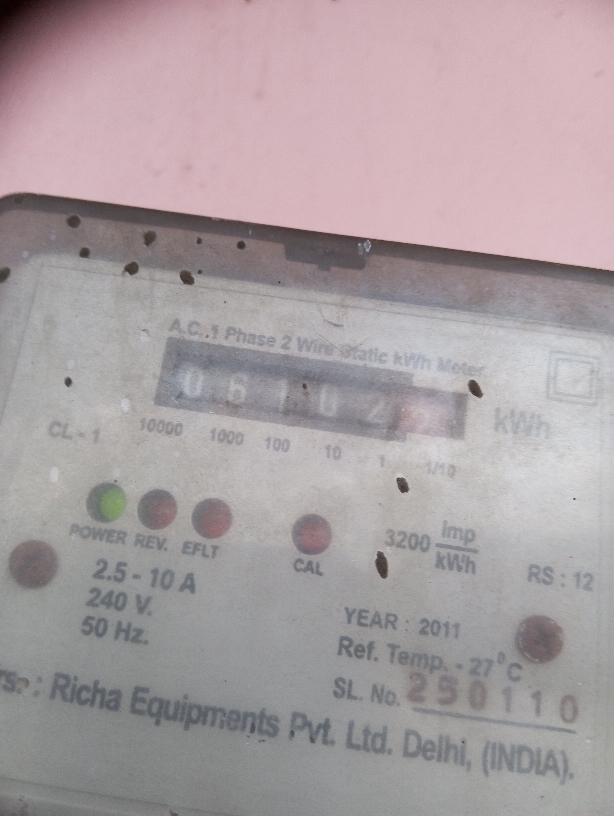 A.C. 1 Phase 2 Wire Static kWh Meter
0 6 1 0 2
kWh
CL - 1
10000 1000 100 10 1 1/10
POWER REV. EFLT CAL
3200 imp/kWh
RS : 12
2.5 - 10 A
240 V.
50 Hz.
YEAR : 2011
Ref. Temp. - 27°C
SL. No. 250110
: Richa Equipments Pvt. Ltd. Delhi, (INDIA).